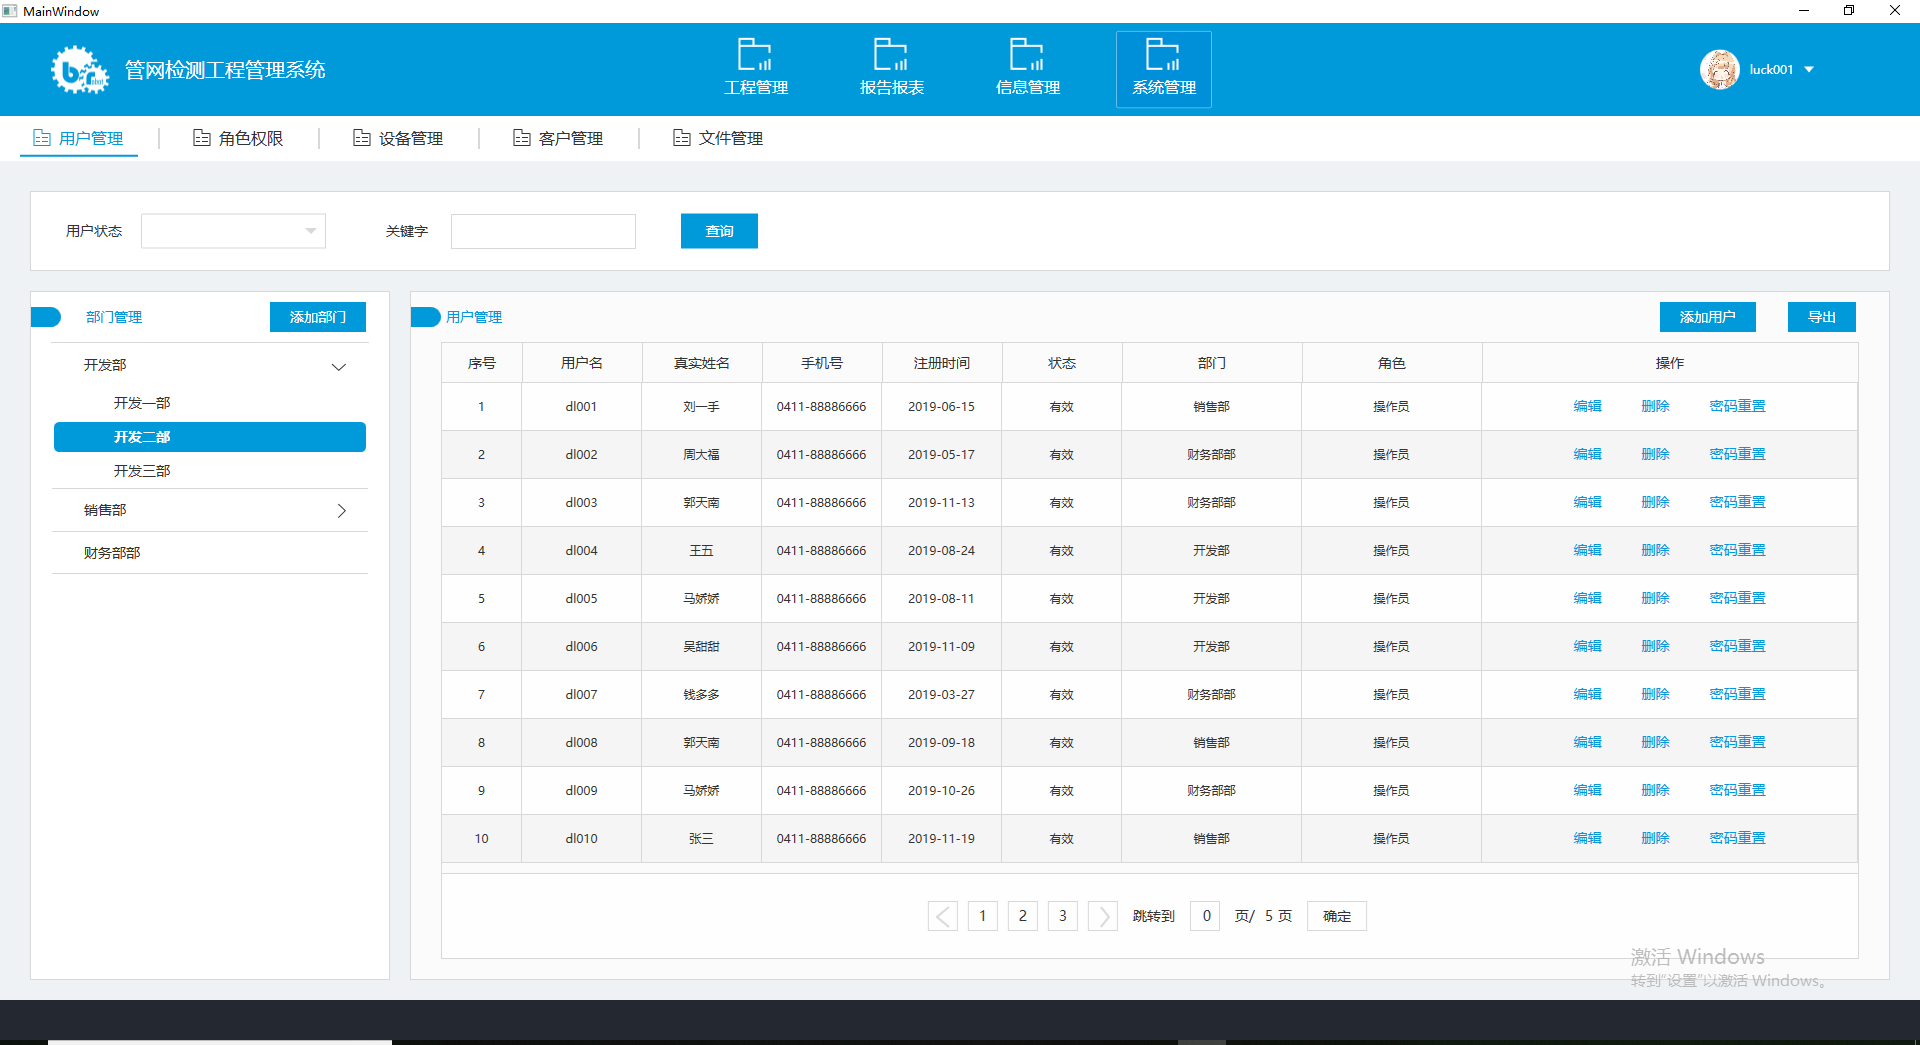 MainWindow
管网检测工程管理系统
工程管理 报告报表 信息管理 系统管理
luck001
用户管理 角色权限 设备管理 客户管理 文件管理
用户状态 关键字 查询
部门管理 添加部门
开发部
开发一部
开发二部
开发三部
销售部
财务部部
用户管理 添加用户 导出
序号 用户名 真实姓名 手机号 注册时间 状态 部门 角色 操作
1 dl001 刘一手 0411-88886666 2019-06-15 有效 销售部 操作员 编辑 删除 密码重置
2 dl002 周大福 0411-88886666 2019-05-17 有效 财务部部 操作员 编辑 删除 密码重置
3 dl003 郭天南 0411-88886666 2019-11-13 有效 财务部部 操作员 编辑 删除 密码重置
4 dl004 王五 0411-88886666 2019-08-24 有效 开发部 操作员 编辑 删除 密码重置
5 dl005 马娇娇 0411-88886666 2019-08-11 有效 开发部 操作员 编辑 删除 密码重置
6 dl006 吴甜甜 0411-88886666 2019-11-09 有效 开发部 操作员 编辑 删除 密码重置
7 dl007 钱多多 0411-88886666 2019-03-27 有效 财务部部 操作员 编辑 删除 密码重置
8 dl008 郭天南 0411-88886666 2019-09-18 有效 销售部 操作员 编辑 删除 密码重置
9 dl009 马娇娇 0411-88886666 2019-10-26 有效 财务部部 操作员 编辑 删除 密码重置
10 dl010 张三 0411-88886666 2019-11-19 有效 销售部 操作员 编辑 删除 密码重置
1 2 3 跳转到 0 页/ 5 页 确定
激活 Windows
转到"设置"以激活 Windows。